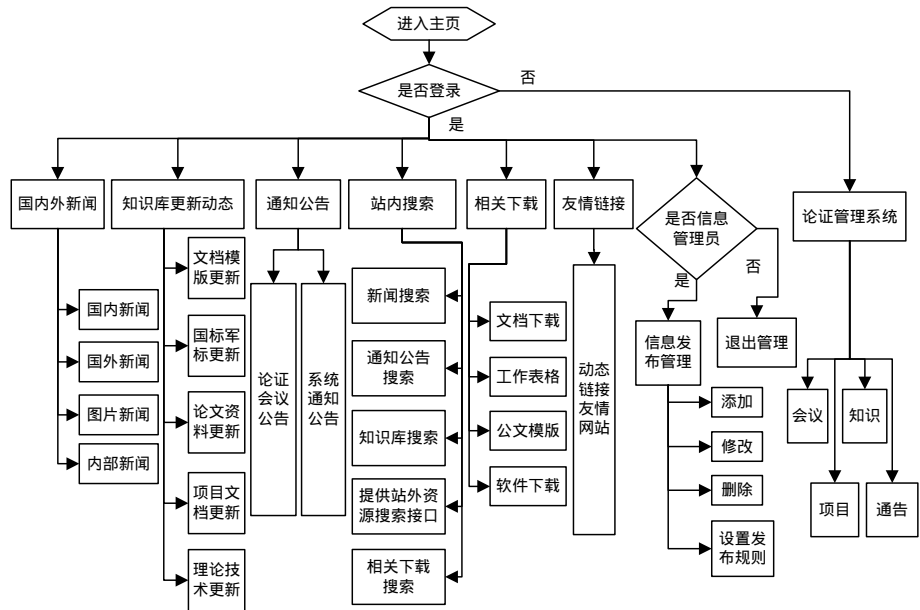 进入主页
是否登录
否
是
国内外新闻
知识库更新动态
通知公告
站内搜索
相关下载
友情链接
是否信息
管理员
论证管理系统
是
否
国内新闻
国外新闻
图片新闻
内部新闻
文档模
版更新
国标军
标更新
论文资
料更新
项目文
档更新
理论技
术更新
论证
会议
公告
系统
通知
公告
新闻搜索
通知公告
搜索
知识库搜索
提供站外资
源搜索接口
相关下载
搜索
文档下载
工作表格
公文模版
软件下载
动态
链接
友情
网站
信息发
布管理
退出管理
添加
修改
删除
设置发
布规则
会议
知识
项目
通告